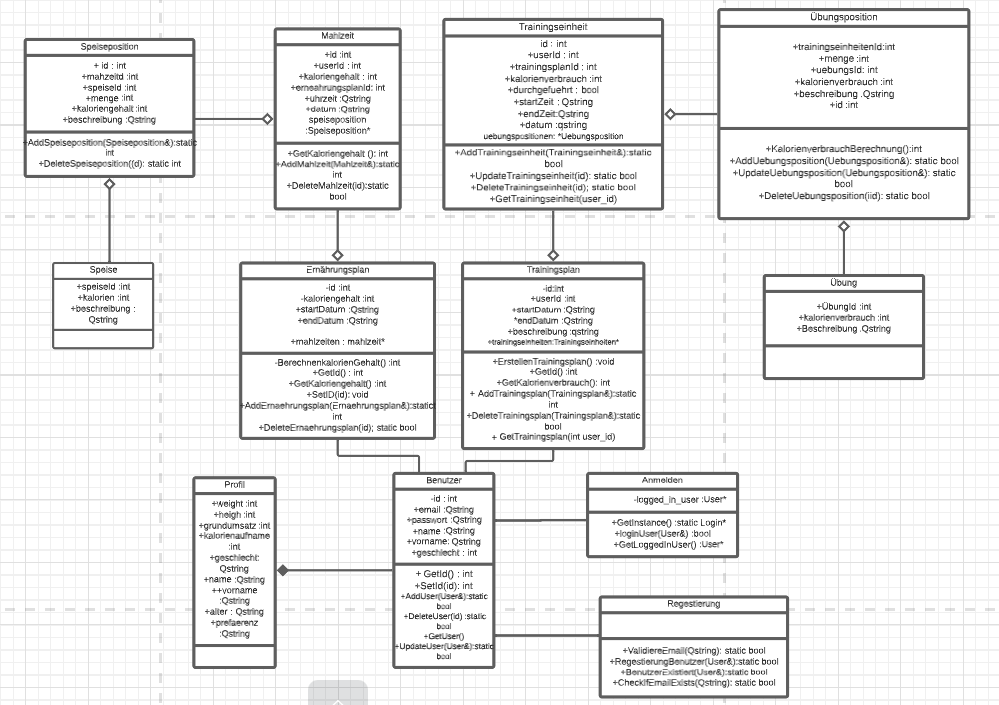 Speiseposition
+ id : int
+mahzeitd :int
+speiseId :int
+menge :int
+kaloriengehalt :int
+beschreibung :Qstring
+AddSpeiseposition(Speiseposition&):static
int
+DeleteSpeiseposition((d): static int
Mahlzeit
+id :int
+userId : int
+kaloriengehalt : int
+ernaehrungsplanId: int
+uhrzeit :Qstring
+datum :Qstring
speiseposition
:Speiseposition*
+GetKaloriengehalt (): int
+AddMahlzeit(Mahlzeit&):static
int
+DeleteMahlzeit(id):static
bool
Trainingseinheit
id : int
+userId : int
+trainingsplanId : int
+kalorienverbrauch :int
+durchgefuehrt : bool
+startZeit : Qstring
+endZeit:Qstring
+datum :qstring
uebungspositionen: *Uebungsposition
+AddTrainingseinheit(Trainingseinheit&):static
bool
+UpdateTrainingseinheit(id): static bool
+DeleteTrainingseinheit(id); static bool
+GetTrainingseinheit(user_id)
Übungsposition
+trainingseinheitenId:int
+menge :int
+uebungsId: int
+kalorienverbrauch :int
+beschreibung .Qstring
+id :int
+KalorienverbrauchBerechnung():int
+AddUebungsposition(Uebungsposition&): static bool
+UpdateUebungsposition(Uebungsposition&): static
bool
+DeleteUebungsposition(iid): static bool
Speise
+speiseId :int
+kalorien :int
+beschreibung :
Qstring
Ernährungsplan
-id : int
-kaloriengehalt :int
+startDatum :Qstring
+endDatum :Qstring
+mahlzeiten : mahlzeit*
-BerechnenkalorienGehalt() :int
+GetId() : int
+GetKaloriengehalt() :int
+SetID(id): void
+AddErnaehrungsplan(Ernaehrungsplan&):static
int
+DeleteErnaehrungsplan(id); static bool
Trainingsplan
-id:int
+userId :int
+startDatum :Qstring
*endDatum :Qstring
+beschreibung :qstring
+trainingseinheiten:Trainingseinheiten*
+ErstellenTrainingsplan() :void
+GetId(): int
+GetKalorienverbrauch(): int
+ AddTrainingsplan(Trainingsplan&):static
int
+DeleteTrainingsplan(Trainingsplan&):static
bool
+ GetTrainingsplan(int user_id)
Übung
+ÜbungId :int
+kalorienverbrauch :int
+Beschreibung .Qstring
Profil
+weight :int
+heigh :int
+grundumsatz :int
+kalorienaufname
:int
+geschlecht:
Qstring
+name :Qstring
++vorname
:Qstring
+alter : Qstring
+prefaerenz
:Qstring
Benutzer
-id : int
+email :Qstring
+passwort :Qstring
+name :Qstring
+vorname: Qstring
+geschlecht : int
+ GetId() : int
+SetId(id): int
+AddUser(User&):static
bool
+DeleteUser(id) :static
bool
+GetUser()
+UpdateUser(User&):static
bool
Anmelden
-logged_in_user :User*
+GetInstance() :static Login*
+loginUser(User&) :bool
+GetLoggedInUser() :User*
Regestierung
+ValidiereEmail(Qstring): static bool
+RegestierungBenutzer(User&):static bool
+BenutzerExistiert(User&):static bool
+CheckIfEmailExists(Qstring): static bool